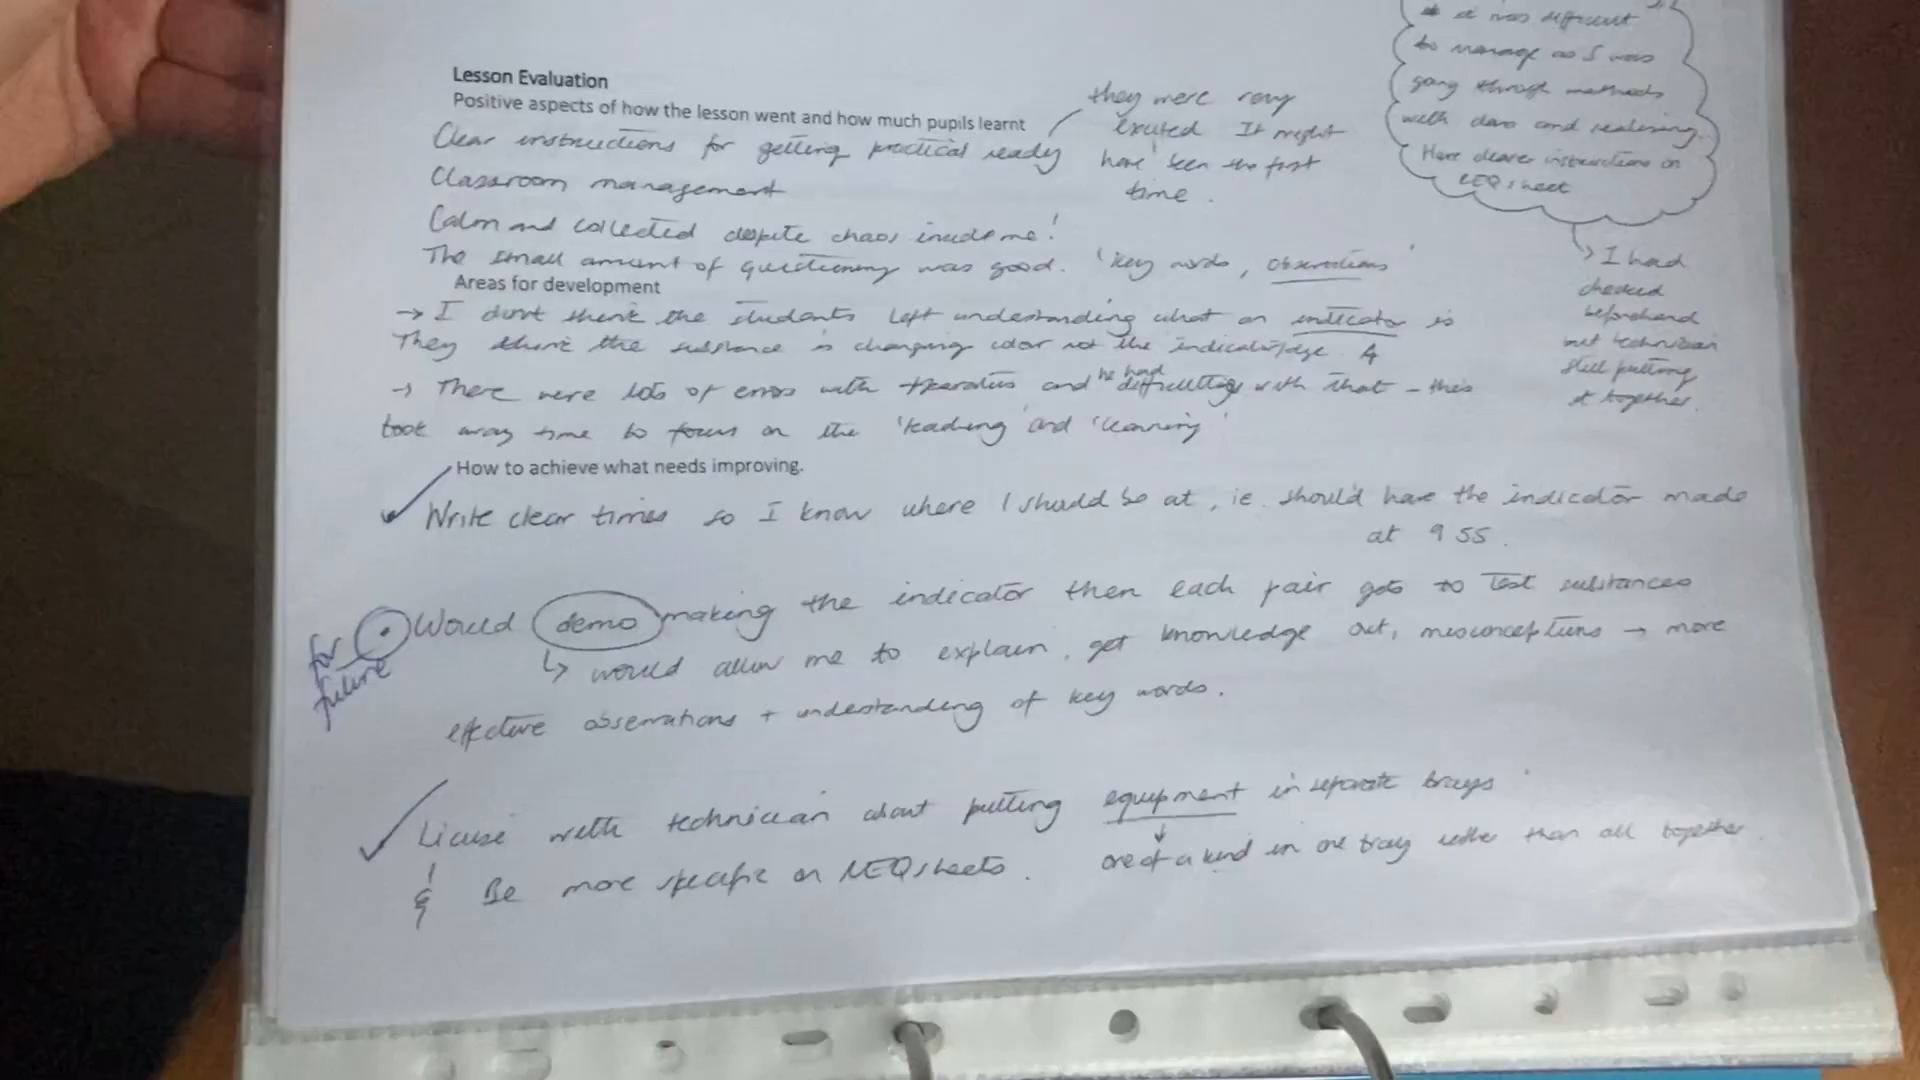 Lesson Evaluation
Positive aspects of how the lesson went and how much pupils learnt
Clear instructions for getting practical ready
Classroom management
Calm and collected despite chaos inside me!
The small amount of questioning was good. 'key words, observations'
they were very
excited It might
have been the first
time.
it was difficult
to manage as I was
going through methods
with class and realising.
Have clearer instructions on
REQ sheet
→ I had
checked
beforehand
but technician
still putting
it together.
Areas for development
→ I don't think the students left understanding what an indicator is
They think the substance is changing color not the indicator
→ There were lots of errors with and he had difficulty with that - this
took away time to focus on the 'teaching' and 'learning'
How to achieve what needs improving.
Write clear times so I know where I should be at, ie. should have the indicator made
at 9 55.
for
future
Would demo making the indicator then each pair gets to test substances
↳ would allow me to explain, get knowledge out, misconceptions → more
effective observations + understanding of key words.
Liause with technician about putting equipment in separate trays
& Be more specific on REQ sheets.
one of a kind in one tray rather than all together